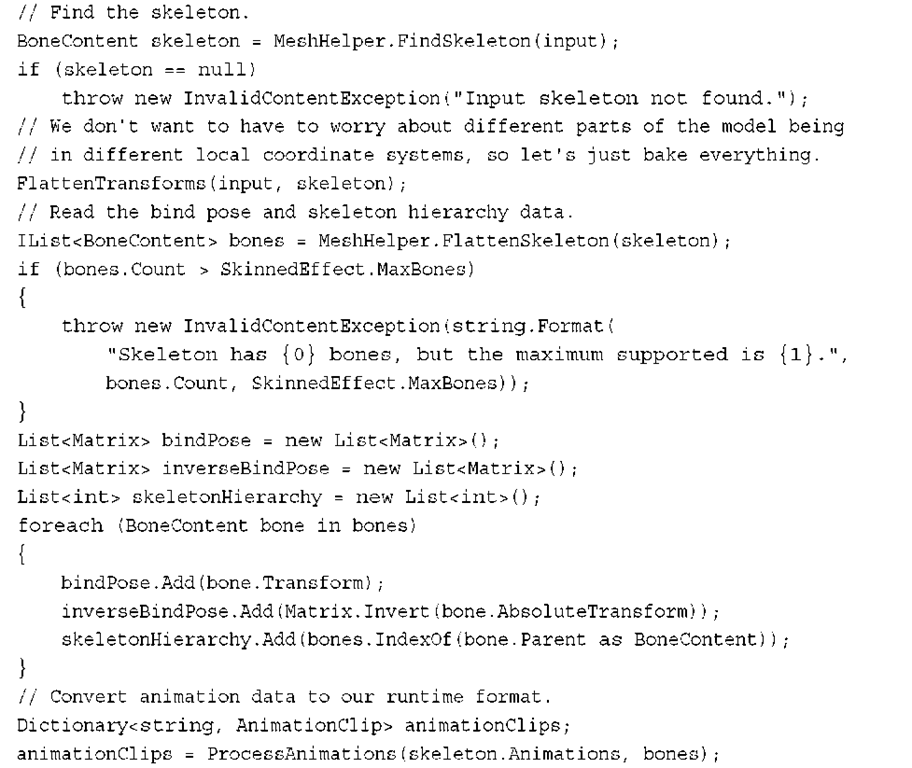 // Find the skeleton.
BoneContent skeleton = MeshHelper.FindSkeleton(input);
if (skeleton == null)
throw new InvalidContentException("Input skeleton not found.");
// We don't want to have to worry about different parts of the model being
// in different local coordinate systems, so let's just bake everything.
FlattenTransforms(input, skeleton);
// Read the bind pose and skeleton hierarchy data.
IList<BoneContent> bones = MeshHelper.FlattenSkeleton(skeleton);
if (bones.Count > SkinnedEffect.MaxBones)
{
throw new InvalidContentException(string.Format(
"Skeleton has {0} bones, but the maximum supported is {1}.",
bones.Count, SkinnedEffect.MaxBones));
}
List<Matrix> bindPose = new List<Matrix>();
List<Matrix> inverseBindPose = new List<Matrix>();
List<int> skeletonHierarchy = new List<int>();
foreach (BoneContent bone in bones)
{
bindPose.Add(bone.Transform);
inverseBindPose.Add(Matrix.Invert(bone.AbsoluteTransform));
skeletonHierarchy.Add(bones.IndexOf(bone.Parent as BoneContent));
}
// Convert animation data to our runtime format.
Dictionary<string, AnimationClip> animationClips;
animationClips = ProcessAnimations(skeleton.Animations, bones);